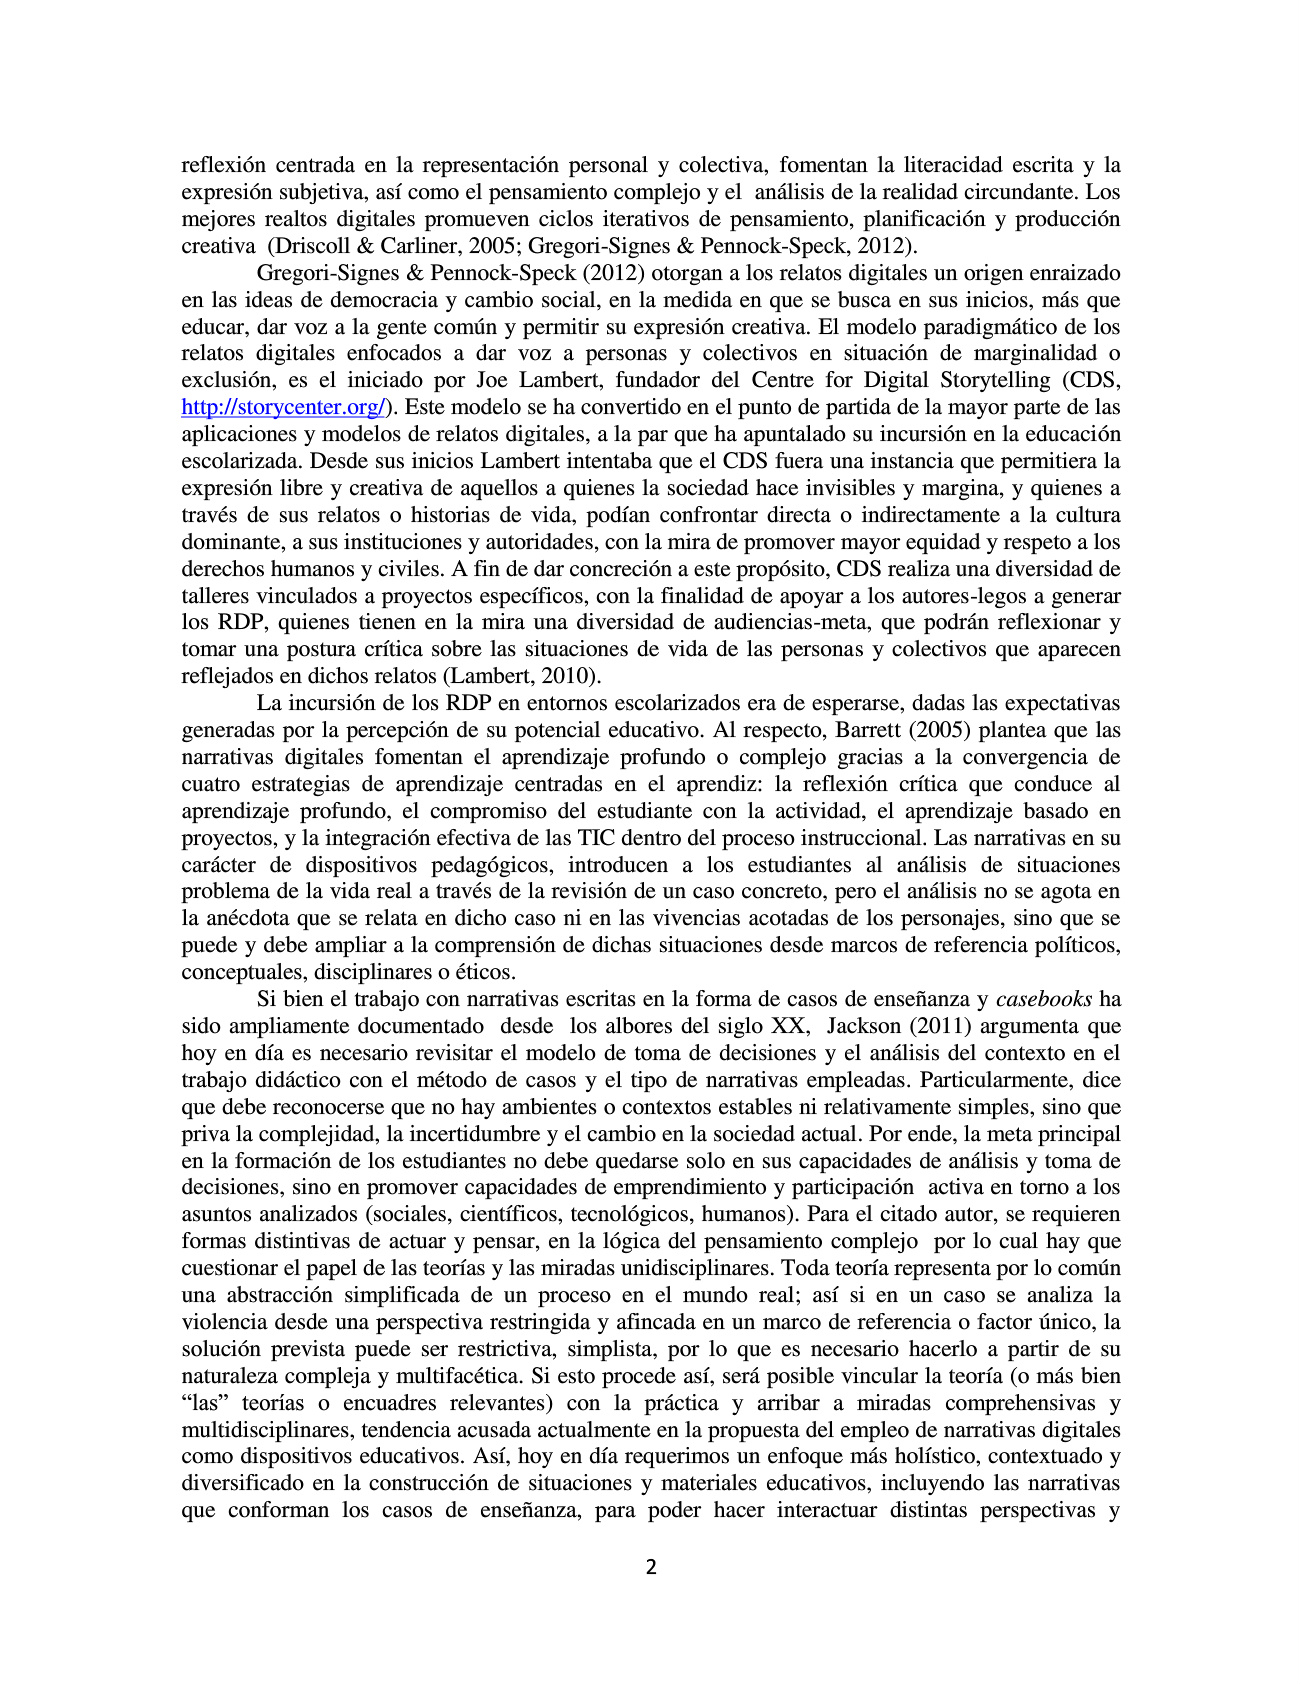 reflexión centrada en la representación personal y colectiva, fomentan la literacidad escrita y la
expresión subjetiva, así como el pensamiento complejo y el  análisis de la realidad circundante. Los
mejores realtos digitales promueven ciclos iterativos de pensamiento, planificación y producción
creativa  (Driscoll & Carliner, 2005; Gregori-Signes & Pennock-Speck, 2012).
Gregori-Signes & Pennock-Speck (2012) otorgan a los relatos digitales un origen enraizado
en las ideas de democracia y cambio social, en la medida en que se busca en sus inicios, más que
educar, dar voz a la gente común y permitir su expresión creativa. El modelo paradigmático de los
relatos digitales enfocados a dar voz a personas y colectivos en situación de marginalidad o
exclusión, es el iniciado por Joe Lambert, fundador del Centre for Digital Storytelling (CDS,
http://storycenter.org/). Este modelo se ha convertido en el punto de partida de la mayor parte de las
aplicaciones y modelos de relatos digitales, a la par que ha apuntalado su incursión en la educación
escolarizada. Desde sus inicios Lambert intentaba que el CDS fuera una instancia que permitiera la
expresión libre y creativa de aquellos a quienes la sociedad hace invisibles y margina, y quienes a
través de sus relatos o historias de vida, podían confrontar directa o indirectamente a la cultura
dominante, a sus instituciones y autoridades, con la mira de promover mayor equidad y respeto a los
derechos humanos y civiles. A fin de dar concreción a este propósito, CDS realiza una diversidad de
talleres vinculados a proyectos específicos, con la finalidad de apoyar a los autores-legos a generar
los RDP, quienes tienen en la mira una diversidad de audiencias-meta, que podrán reflexionar y
tomar una postura crítica sobre las situaciones de vida de las personas y colectivos que aparecen
reflejados en dichos relatos (Lambert, 2010).
La incursión de los RDP en entornos escolarizados era de esperarse, dadas las expectativas
generadas por la percepción de su potencial educativo. Al respecto, Barrett (2005) plantea que las
narrativas digitales fomentan el aprendizaje profundo o complejo gracias a la convergencia de
cuatro estrategias de aprendizaje centradas en el aprendiz: la reflexión crítica que conduce al
aprendizaje profundo, el compromiso del estudiante con la actividad, el aprendizaje basado en
proyectos, y la integración efectiva de las TIC dentro del proceso instruccional. Las narrativas en su
carácter de dispositivos pedagógicos, introducen a los estudiantes al análisis de situaciones
problema de la vida real a través de la revisión de un caso concreto, pero el análisis no se agota en
la anécdota que se relata en dicho caso ni en las vivencias acotadas de los personajes, sino que se
puede y debe ampliar a la comprensión de dichas situaciones desde marcos de referencia políticos,
conceptuales, disciplinares o éticos.
Si bien el trabajo con narrativas escritas en la forma de casos de enseñanza y casebooks ha
sido ampliamente documentado  desde  los albores del siglo XX,  Jackson (2011) argumenta que
hoy en día es necesario revisitar el modelo de toma de decisiones y el análisis del contexto en el
trabajo didáctico con el método de casos y el tipo de narrativas empleadas. Particularmente, dice
que debe reconocerse que no hay ambientes o contextos estables ni relativamente simples, sino que
priva la complejidad, la incertidumbre y el cambio en la sociedad actual. Por ende, la meta principal
en la formación de los estudiantes no debe quedarse solo en sus capacidades de análisis y toma de
decisiones, sino en promover capacidades de emprendimiento y participación  activa en torno a los
asuntos analizados (sociales, científicos, tecnológicos, humanos). Para el citado autor, se requieren
formas distintivas de actuar y pensar, en la lógica del pensamiento complejo  por lo cual hay que
cuestionar el papel de las teorías y las miradas unidisciplinares. Toda teoría representa por lo común
una abstracción simplificada de un proceso en el mundo real; así si en un caso se analiza la
violencia desde una perspectiva restringida y afincada en un marco de referencia o factor único, la
solución prevista puede ser restrictiva, simplista, por lo que es necesario hacerlo a partir de su
naturaleza compleja y multifacética. Si esto procede así, será posible vincular la teoría (o más bien
“las” teorías o encuadres relevantes) con la práctica y arribar a miradas comprehensivas y
multidisciplinares, tendencia acusada actualmente en la propuesta del empleo de narrativas digitales
como dispositivos educativos. Así, hoy en día requerimos un enfoque más holístico, contextuado y
diversificado en la construcción de situaciones y materiales educativos, incluyendo las narrativas
que conforman los casos de enseñanza, para poder hacer interactuar distintas perspectivas y
2